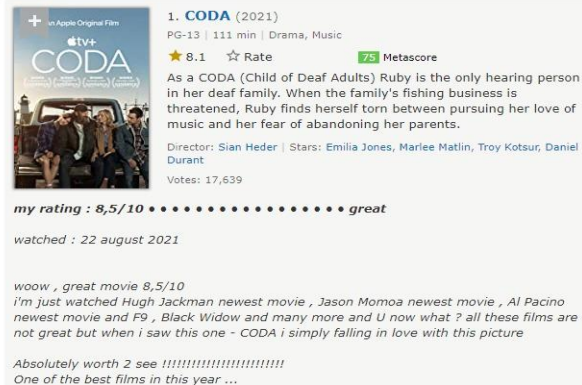 An Apple Original Film
tv+
CODA
1. CODA (2021)
PG-13 | 111 min | Drama, Music
8.1 Rate 75 Metascore
As a CODA (Child of Deaf Adults) Ruby is the only hearing person
in her deaf family. When the family's fishing business is
threatened, Ruby finds herself torn between pursuing her love of
music and her fear of abandoning her parents.
Director: Sian Heder | Stars: Emilia Jones, Marlee Matlin, Troy Kotsur, Daniel
Durant
Votes: 17,639
my rating : 8,5/10 • • • • • • • • • • • • • • • • • great
watched : 22 august 2021
woow , great movie 8,5/10
i'm just watched Hugh Jackman newest movie , Jason Momoa newest movie , Al Pacino
newest movie and F9 , Black Widow and many more and U now what ? all these films are
not great but when i saw this one - CODA i simply falling in love with this picture
Absolutely worth 2 see !!!!!!!!!!!!!!!!!!!!!!!!!
One of the best films in this year ...